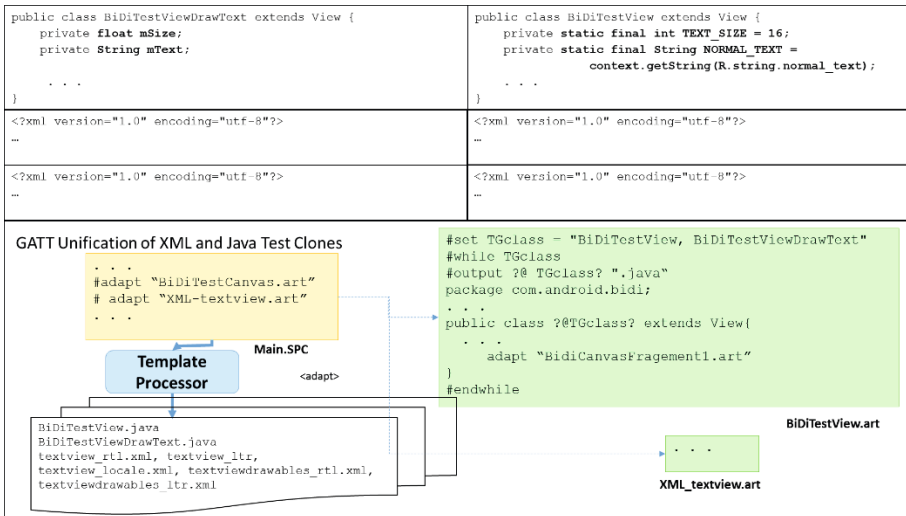 public class BiDiTestViewDrawText extends View {
private float mSize;
private String mText;
. . .
}
public class BiDiTestView extends View {
private static final int TEXT_SIZE = 16;
private static final String NORMAL_TEXT =
context.getString(R.string.normal_text);
. . .
}
<?xml version="1.0" encoding="utf-8"?>
…
<?xml version="1.0" encoding="utf-8"?>
…
<?xml version="1.0" encoding="utf-8"?>
…
<?xml version="1.0" encoding="utf-8"?>
…
GATT Unification of XML and Java Test Clones
. . .
#adapt “BiDiTestCanvas.art”
# adapt “XML-textview.art”
. . .
Main.SPC
Template
Processor
<adapt>
BiDiTestView.java
BiDiTestViewDrawText.java
textview_rtl.xml, textview_ltr,
textview_locale.xml, textviewdrawables_rtl.xml,
textviewdrawables_ltr.xml
#set TGclass = "BiDiTestView, BiDiTestViewDrawText"
#while TGclass
#output ?@ TGclass? ".java“
package com.android.bidi;
. . .
public class ?@TGclass? extends View{
. . .
adapt “BidiCanvasFragement1.art”
}
#endwhile
BiDiTestView.art
. . .
XML_textview.art